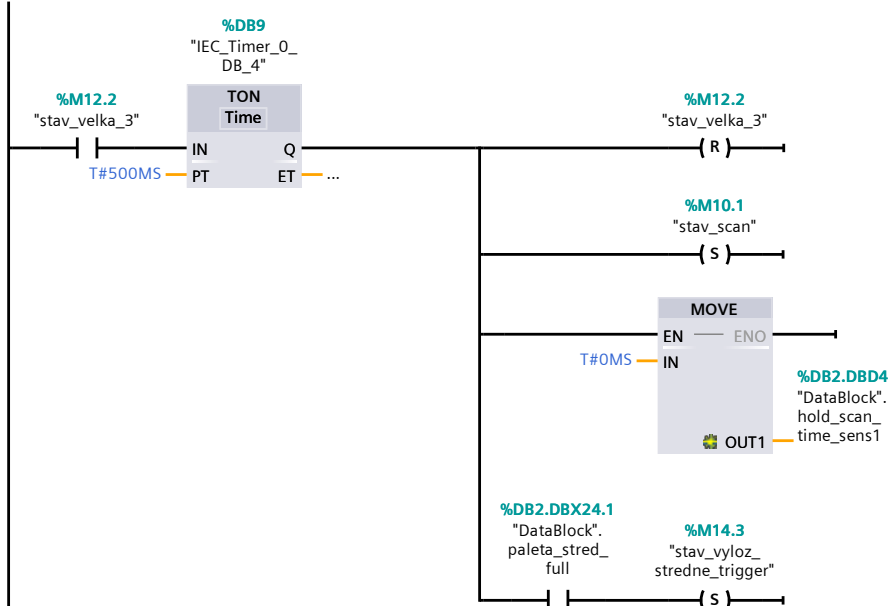 %DB9
"IEC_Timer_0_
DB_4"
%M12.2
"stav_velka_3"
TON
Time
IN
Q
T#500MS
PT
ET
...
%M12.2
"stav_velka_3"
R
%M10.1
"stav_scan"
S
MOVE
EN
ENO
T#0MS
IN
%DB2.DBD4
"DataBlock".
hold_scan_
time_sens1
OUT1
%DB2.DBX24.1
"DataBlock".
paleta_stred_
full
%M14.3
"stav_vyloz_
stredne_trigger"
S